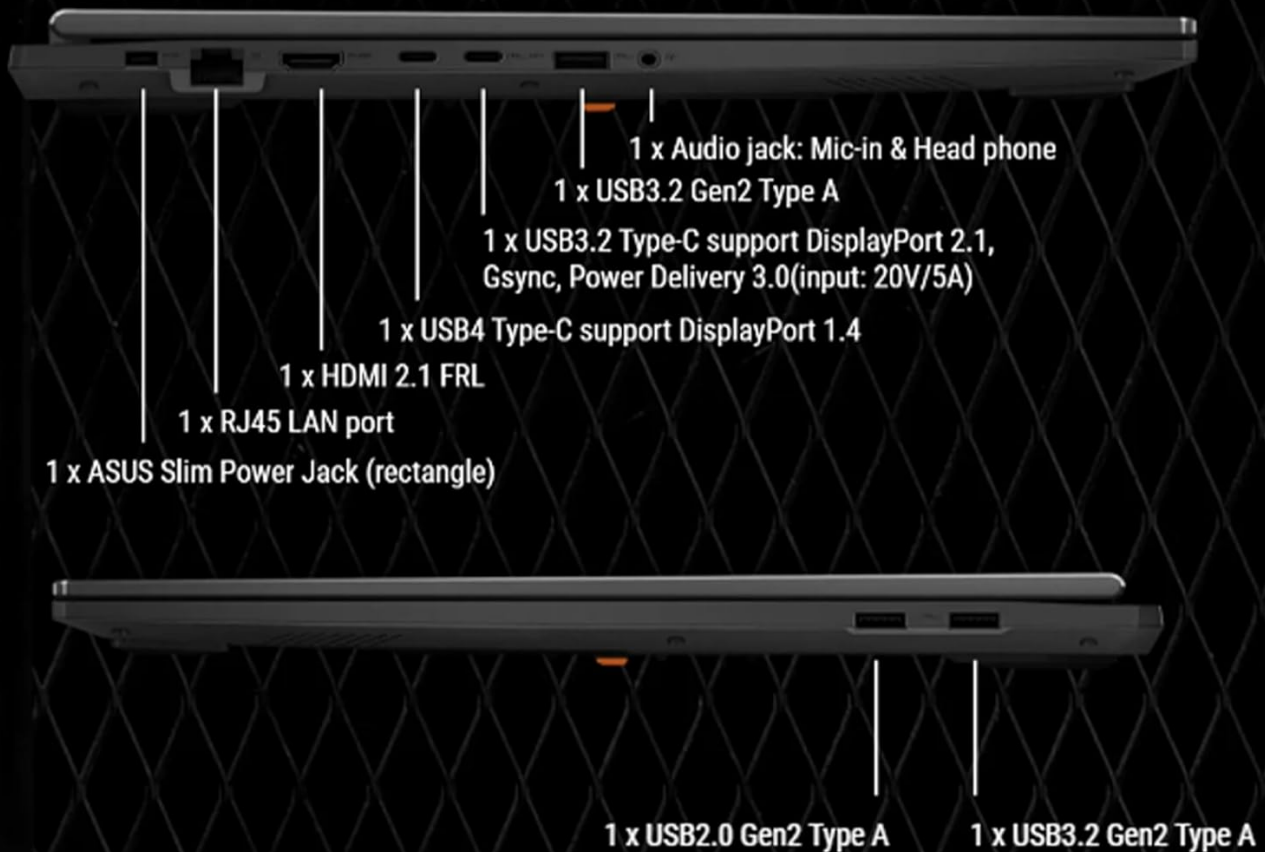 1 x Audio jack: Mic-in & Head phone
1 x USB3.2 Gen2 Type A
1 x USB3.2 Type-C support DisplayPort 2.1,
Gsync, Power Delivery 3.0(input: 20V/5A)
1 x USB4 Type-C support DisplayPort 1.4
1 x HDMI 2.1 FRL
1 x RJ45 LAN port
1 x ASUS Slim Power Jack (rectangle)
1 x USB2.0 Gen2 Type A
1 x USB3.2 Gen2 Type A